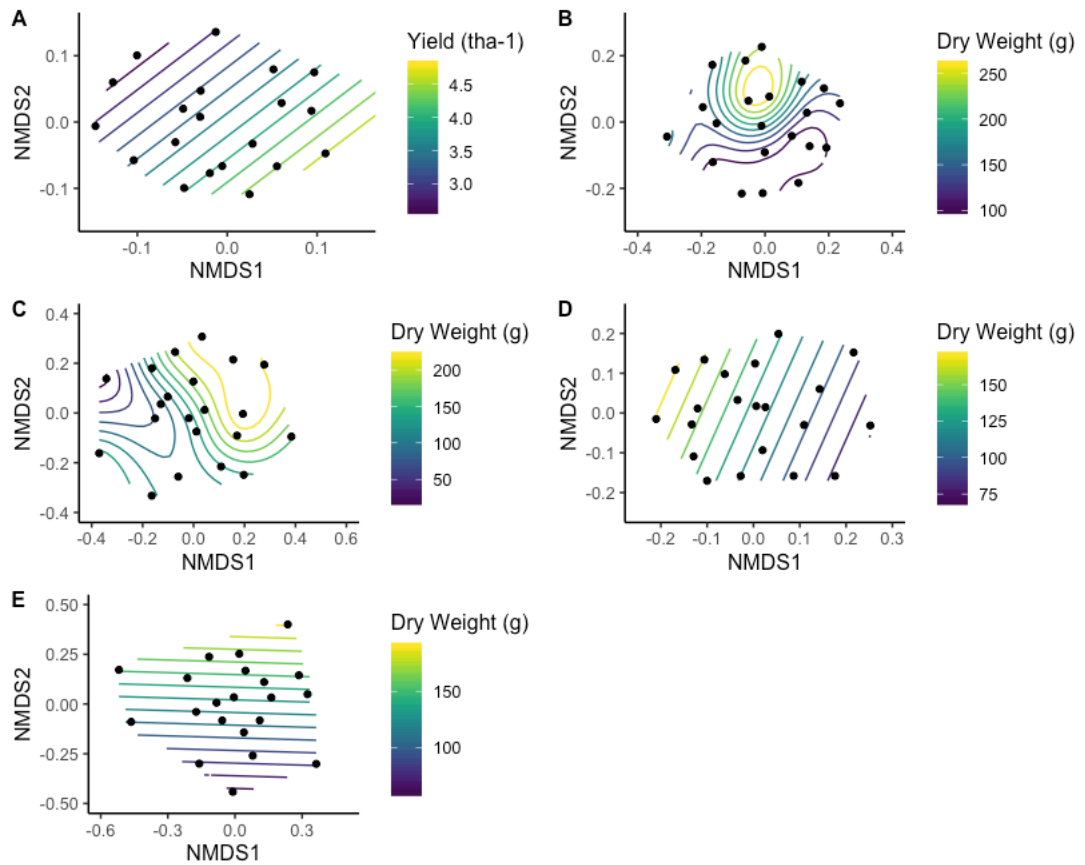 A
Yield (tha-1)
0.1
0.0
-0.1
NMDS2
-0.1 0.0 0.1
NMDS1
4.5
4.0
3.5
3.0
B
Dry Weight (g)
0.2
0.0
-0.2
NMDS2
-0.4 -0.2 0.0 0.2 0.4
NMDS1
250
200
150
100
C
Dry Weight (g)
0.4
0.2
0.0
-0.2
-0.4
NMDS2
-0.4 -0.2 0.0 0.2 0.4 0.6
NMDS1
200
150
100
50
D
Dry Weight (g)
0.2
0.1
0.0
-0.1
-0.2
NMDS2
-0.2 -0.1 0.0 0.1 0.2 0.3
NMDS1
150
125
100
75
E
Dry Weight (g)
0.50
0.25
0.00
-0.25
-0.50
NMDS2
-0.6 -0.3 0.0 0.3
NMDS1
150
100